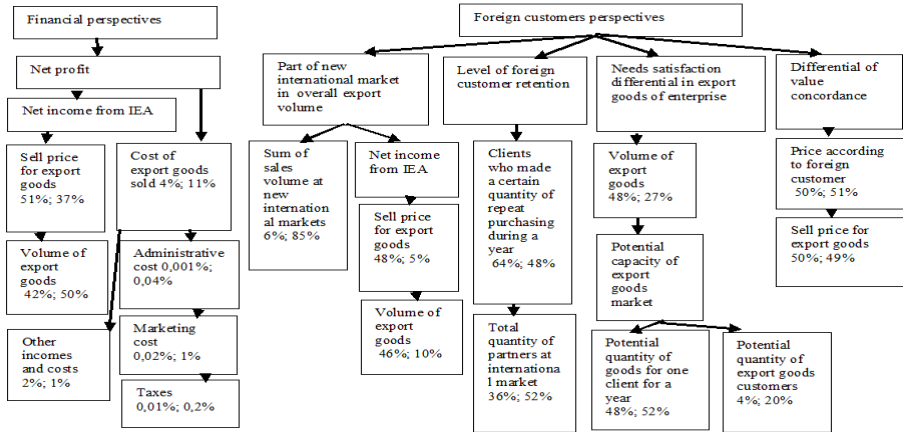 Financial perspectives
Net profit
Net income from IEA
Sell price
for export
goods
51%; 37%
Cost of
export goods
sold 4%; 11%
Volume of
export
goods
42%; 50%
Administrative
cost 0,001%;
0,04%
Other
incomes
and costs
2%; 1%
Marketing
cost
0,02%; 1%
Taxes
0,01%; 0,2%
Foreign customers perspectives
Part of new
international market
in overall export
volume
Level of foreign
customer retention
Needs satisfaction
differential in export
goods of enterprise
Differential of
value
concordance
Sum of
sales
volume at
new
internation
al markets
6%; 85%
Net income
from IEA
Sell price
for export
goods
48%; 5%
Volume of
export
goods
46%; 10%
Clients
who made
a certain
quantity of
repeat
purchasing
during a
year
64%; 48%
Total
quantity of
partners at
internationa
l market
36%; 52%
Volume of
export
goods
48%; 27%
Potential
capacity of
export
goods
market
Potential
quantity of
goods for one
client for a
year
48%; 52%
Potential
quantity of
export goods
customers
4%; 20%
Price according
to foreign
customer
50%; 51%
Sell price for
export goods
50%; 49%